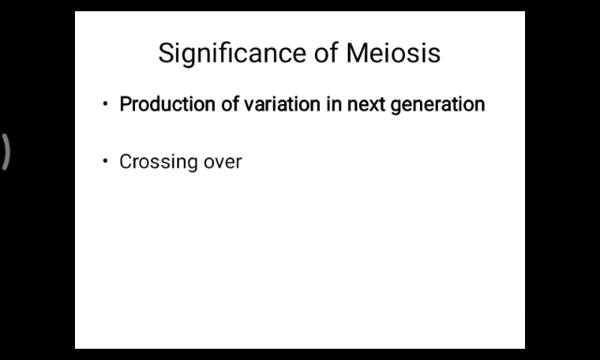 Significance of Meiosis
• Production of variation in next generation
• Crossing over